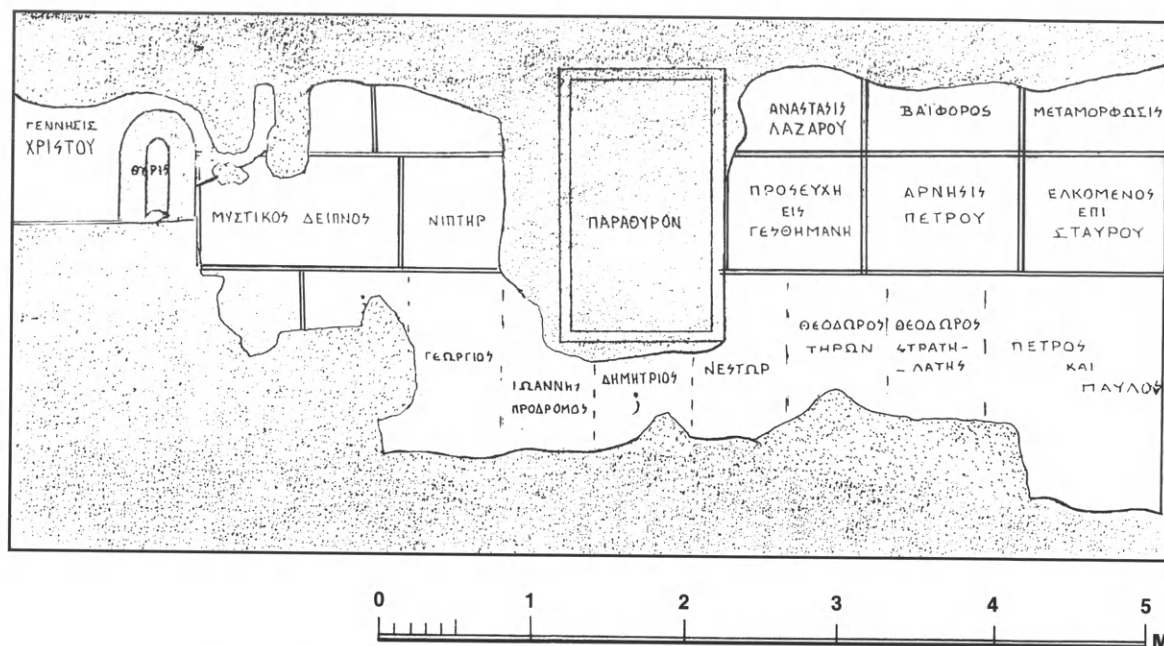 ΓΕΝΝΗΣΙΣ
ΧΡΙΣΤΟΥ
ΘΥΡΙΣ
ΜΥΣΤΙΚΟΣ ΔΕΙΠΝΟΣ
ΝΙΠΤΗΡ
ΠΑΡΑΘΥΡΟΝ
ΑΝΑΣΤΑΣΙΣ
ΛΑΖΑΡΟΥ
ΒΑΪΦΟΡΟΣ
ΜΕΤΑΜΟΡΦΩΣΙΣ
ΠΡΟΣΕΥΧΗ
ΕΙΣ
ΓΕΣΘΗΜΑΝΗ
ΑΡΝΗΣΙΣ
ΠΕΤΡΟΥ
ΕΛΚΟΜΕΝΟΣ
ΕΠΙ
ΣΤΑΥΡΟΥ
ΓΕΩΡΓΙΟΣ
ΙΩΑΝΝΗΣ
ΠΡΟΔΡΟΜΟΣ
ΔΗΜΗΤΡΙΟΣ
;
ΝΕΣΤΩΡ
ΘΕΟΔΩΡΟΣ
ΤΗΡΩΝ
ΘΕΟΔΩΡΟΣ
ΣΤΡΑΤΗ-
-ΛΑΤΗΣ
ΠΕΤΡΟΣ
ΚΑΙ
ΠΑΥΛΟΣ
0 1 2 3 4 5
M